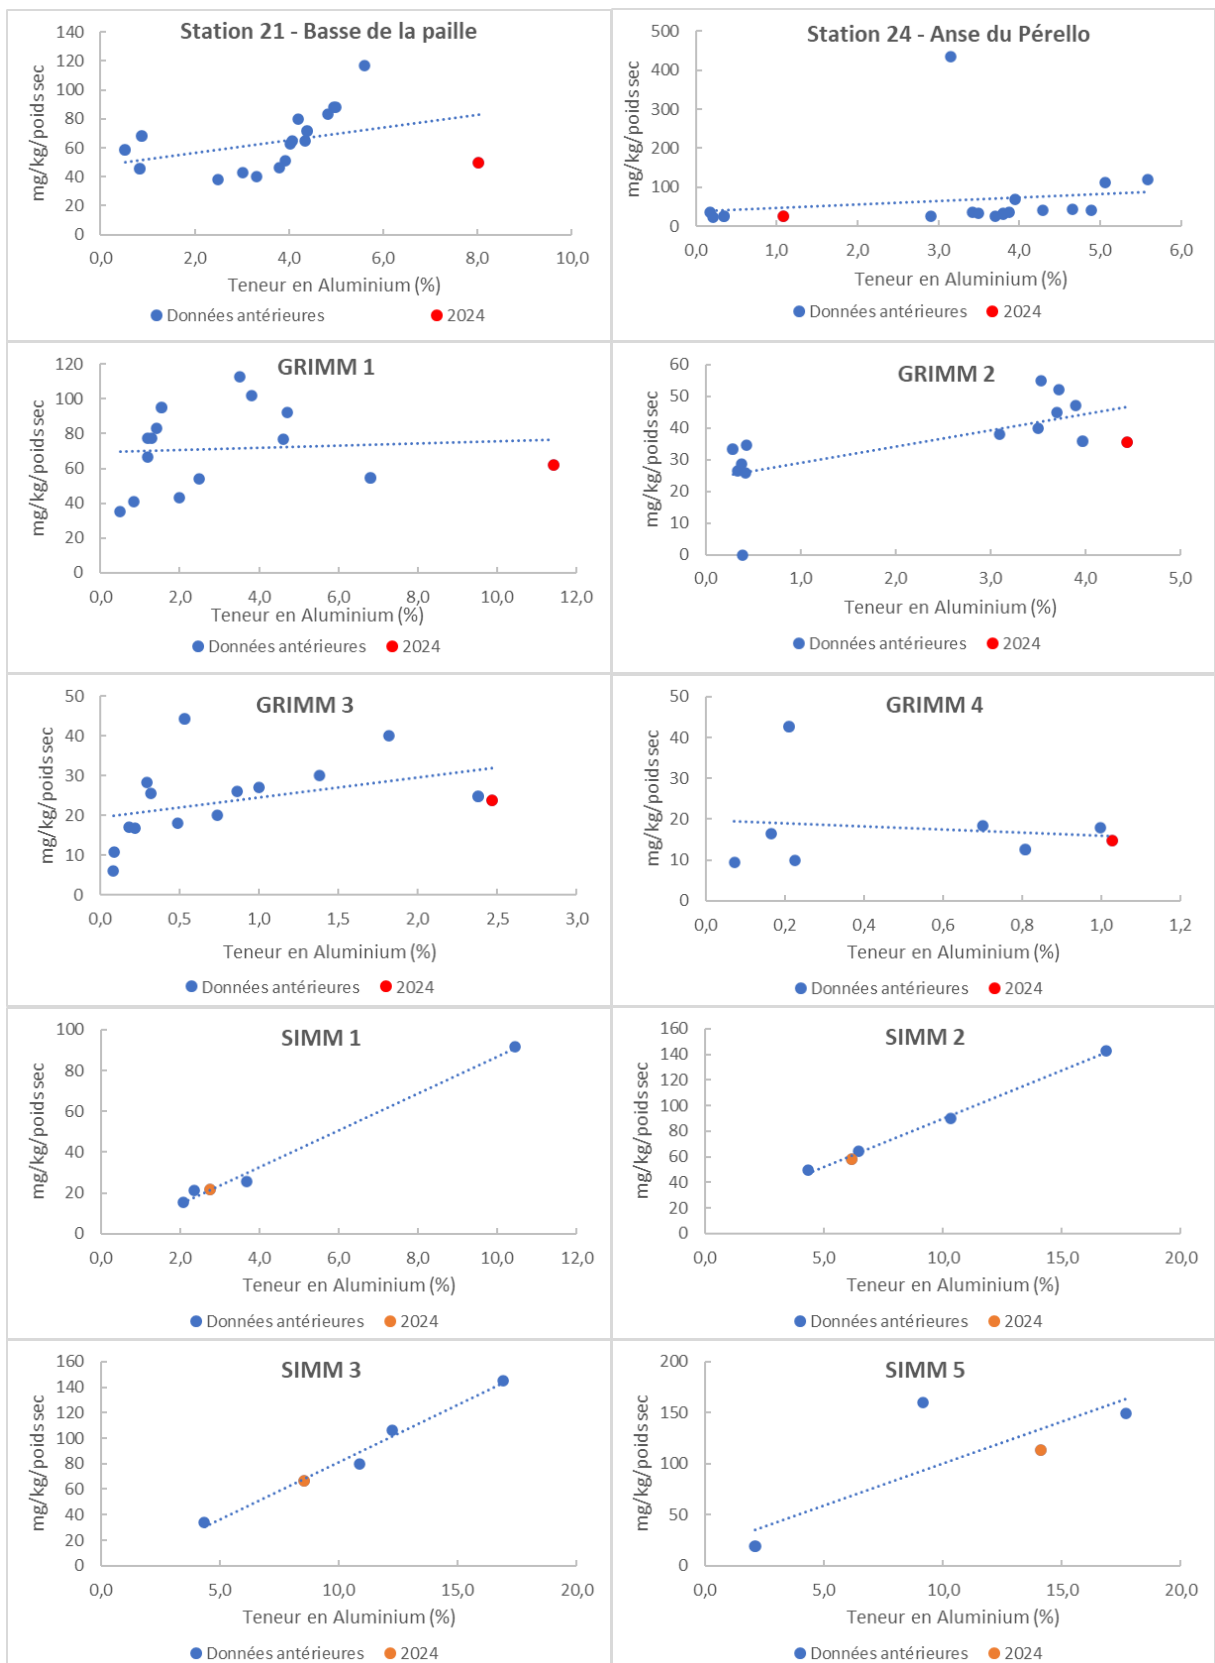 Station 21 - Basse de la paille
mg/kg/poids sec
140
120
100
80
60
40
20
0
0,0 2,0 4,0 6,0 8,0 10,0
Teneur en Aluminium (%)
Données antérieures 2024
Station 24 - Anse du Pérello
mg/kg/poids sec
500
400
300
200
100
0
0,0 1,0 2,0 3,0 4,0 5,0 6,0
Teneur en Aluminium (%)
Données antérieures 2024
GRIMM 1
mg/kg/poids sec
120
100
80
60
40
20
0
0,0 2,0 4,0 6,0 8,0 10,0 12,0
Teneur en Aluminium (%)
Données antérieures 2024
GRIMM 2
mg/kg/poids sec
60
50
40
30
20
10
0
0,0 1,0 2,0 3,0 4,0 5,0
Teneur en Aluminium (%)
Données antérieures 2024
GRIMM 3
mg/kg/poids sec
50
40
30
20
10
0
0,0 0,5 1,0 1,5 2,0 2,5 3,0
Teneur en Aluminium (%)
Données antérieures 2024
GRIMM 4
mg/kg/poids sec
50
40
30
20
10
0
0,0 0,2 0,4 0,6 0,8 1,0 1,2
Teneur en Aluminium (%)
Données antérieures 2024
SIMM 1
mg/kg/poids sec
100
80
60
40
20
0
0,0 2,0 4,0 6,0 8,0 10,0 12,0
Teneur en Aluminium (%)
Données antérieures 2024
SIMM 2
mg/kg/poids sec
160
140
120
100
80
60
40
20
0
0,0 5,0 10,0 15,0 20,0
Teneur en Aluminium (%)
Données antérieures 2024
SIMM 3
mg/kg/poids sec
160
140
120
100
80
60
40
20
0
0,0 5,0 10,0 15,0 20,0
Teneur en Aluminium (%)
Données antérieures 2024
SIMM 5
mg/kg/poids sec
200
150
100
50
0
0,0 5,0 10,0 15,0 20,0
Teneur en Aluminium (%)
Données antérieures 2024